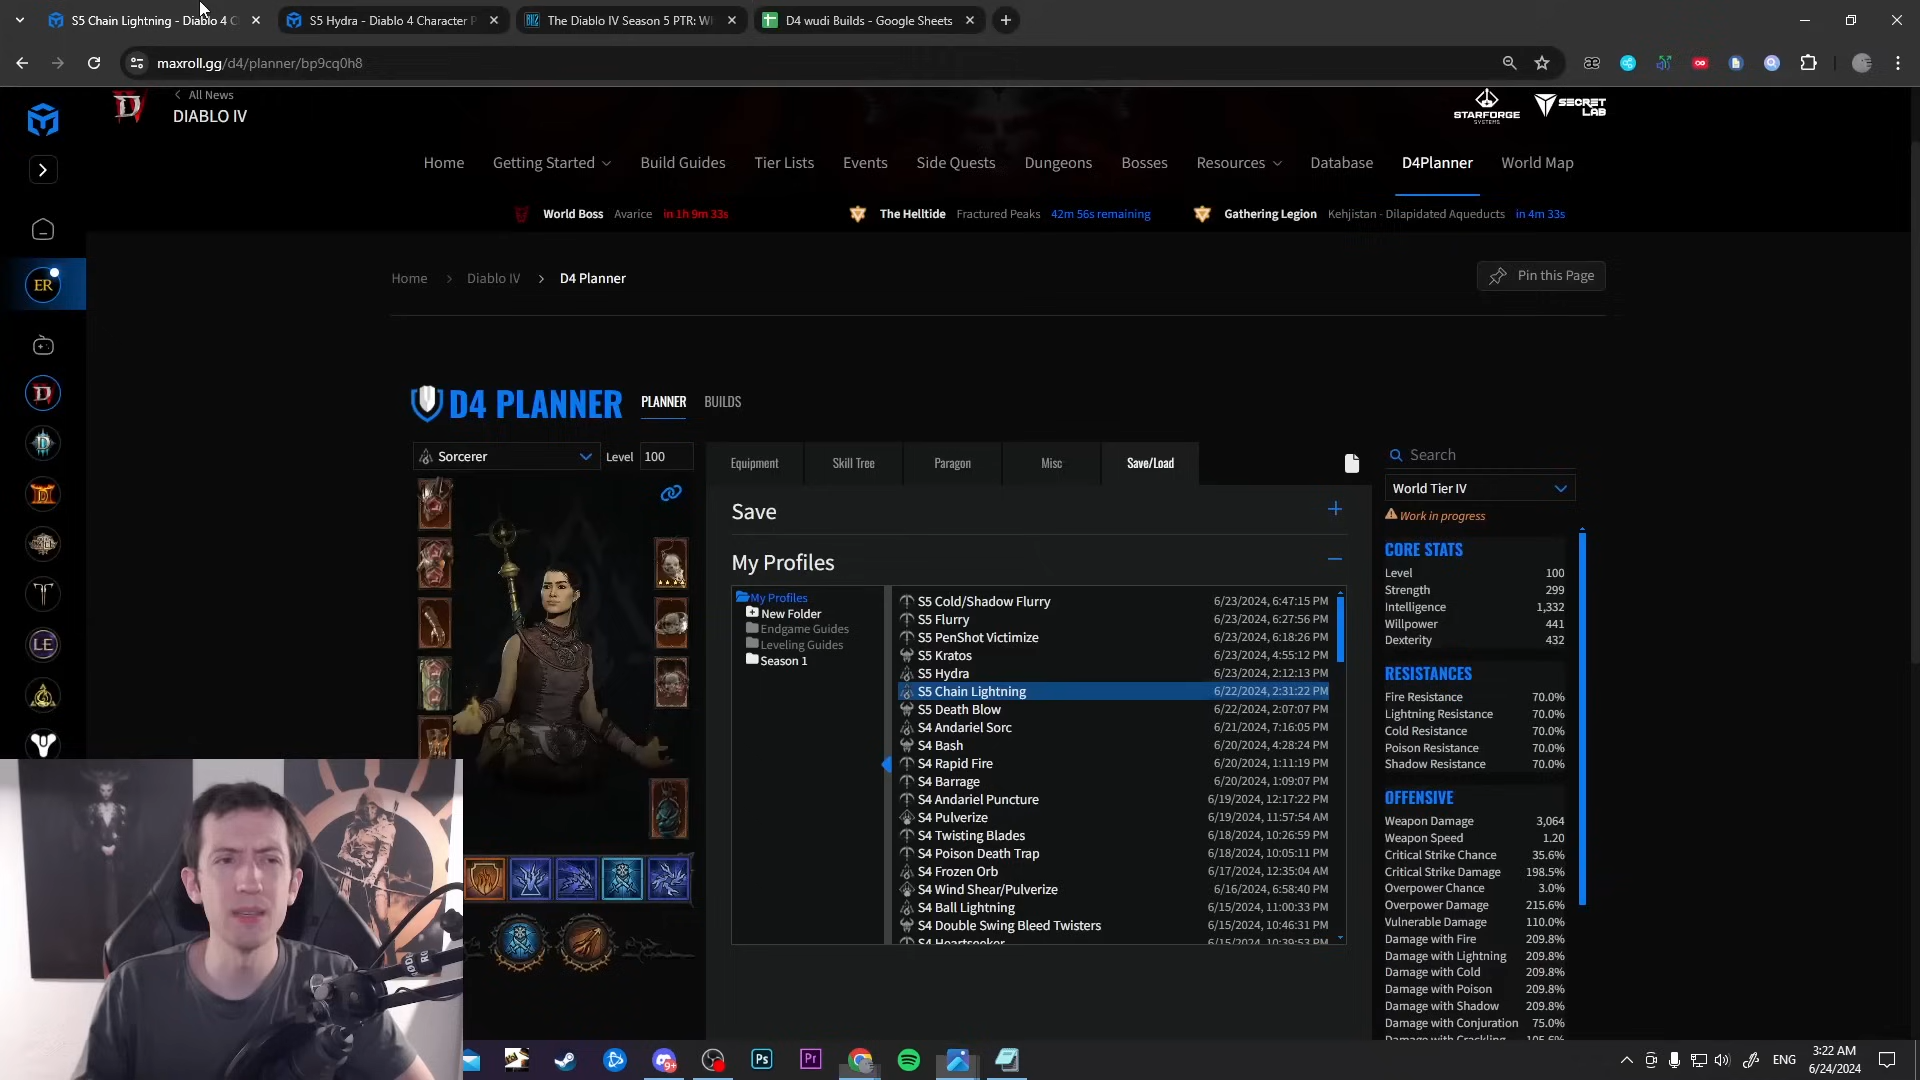 S5 Chain Lightning - Diablo 4 C
S5 Hydra - Diablo 4 Character P
The Diablo IV Season 5 PTR: W
D4 wudi Builds - Google Sheets
maxroll.gg/d4/planner/bp9cq0h8
All News
DIABLO IV
STARFORGE
SYSTEMS
SECRET
LAB
Home
Getting Started
Build Guides
Tier Lists
Events
Side Quests
Dungeons
Bosses
Resources
Database
D4Planner
World Map
World Boss Avarice in 1h 9m 33s
The Helltide Fractured Peaks 42m 56s remaining
Gathering Legion Kehjistan - Dilapidated Aqueducts in 4m 33s
ER
Home > Diablo IV > D4 Planner
Pin this Page
D4 PLANNER
PLANNER
BUILDS
Sorcerer
Level 100
Equipment
Skill Tree
Paragon
Misc
Save/Load
Save
My Profiles
My Profiles
New Folder
Endgame Guides
Leveling Guides
Season 1
S5 Cold/Shadow Flurry 6/23/2024, 6:47:15 PM
S5 Flurry 6/23/2024, 6:27:56 PM
S5 PenShot Victimize 6/23/2024, 6:18:26 PM
S5 Kratos 6/23/2024, 4:55:12 PM
S5 Hydra 6/23/2024, 2:12:13 PM
S5 Chain Lightning 6/22/2024, 2:31:22 PM
S5 Death Blow 6/22/2024, 2:07:07 PM
S4 Andariel Sorc 6/21/2024, 7:16:05 PM
S4 Bash 6/20/2024, 4:28:24 PM
S4 Rapid Fire 6/20/2024, 1:11:19 PM
S4 Barrage 6/20/2024, 1:09:07 PM
S4 Andariel Puncture 6/19/2024, 12:17:22 PM
S4 Pulverize 6/19/2024, 11:57:54 AM
S4 Twisting Blades 6/18/2024, 10:26:59 PM
S4 Poison Death Trap 6/18/2024, 10:05:11 PM
S4 Frozen Orb 6/17/2024, 12:35:04 AM
S4 Wind Shear/Pulverize 6/16/2024, 6:58:40 PM
S4 Ball Lightning 6/15/2024, 11:00:33 PM
S4 Double Swing Bleed Twisters 6/15/2024, 10:46:31 PM
S4 Heartseeker 6/15/2024, 10:39:53 PM
Search
World Tier IV
Work in progress
CORE STATS
Level 100
Strength 299
Intelligence 1,332
Willpower 441
Dexterity 432
RESISTANCES
Fire Resistance 70.0%
Lightning Resistance 70.0%
Cold Resistance 70.0%
Poison Resistance 70.0%
Shadow Resistance 70.0%
OFFENSIVE
Weapon Damage 3,064
Weapon Speed 1.20
Critical Strike Chance 35.6%
Critical Strike Damage 198.5%
Overpower Chance 3.0%
Overpower Damage 215.6%
Vulnerable Damage 110.0%
Damage with Fire 209.8%
Damage with Lightning 209.8%
Damage with Cold 209.8%
Damage with Poison 209.8%
Damage with Shadow 209.8%
Damage with Conjuration 75.0%
Damage with Crackling 105.6%
LE
Ps
Pr
ENG
3:22 AM
6/24/2024